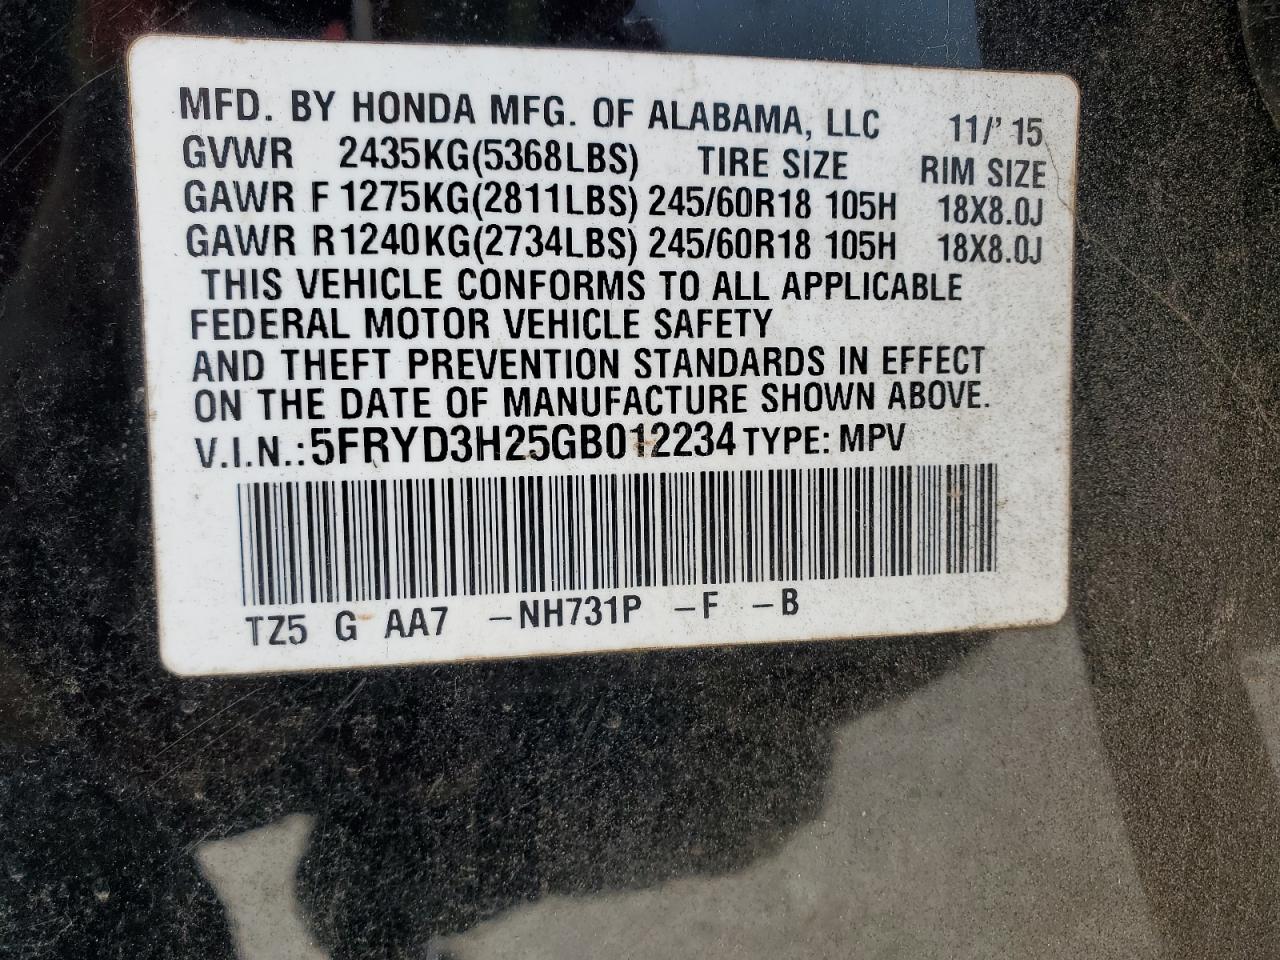 MFD. BY HONDA MFG. OF ALABAMA, LLC 11/' 15
GVWR 2435KG(5368LBS) TIRE SIZE RIM SIZE
GAWR F 1275KG(2811LBS) 245/60R18 105H 18X8.0J
GAWR R1240KG(2734LBS) 245/60R18 105H 18X8.0J
THIS VEHICLE CONFORMS TO ALL APPLICABLE
FEDERAL MOTOR VEHICLE SAFETY
AND THEFT PREVENTION STANDARDS IN EFFECT
ON THE DATE OF MANUFACTURE SHOWN ABOVE.
V.I.N.:5FRYD3H25GB012234 TYPE: MPV
TZ5 G AA7 -NH731P -F -B